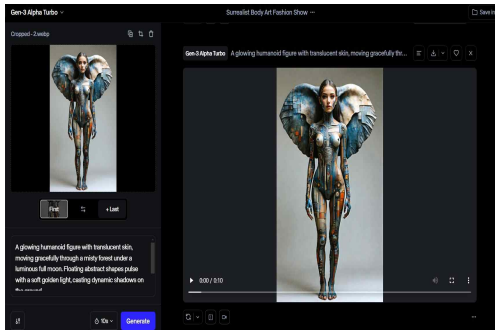 Gen-3 Alpha Turbo
Surrealist Body Art Fashion Show ...
Cropped - 2.webp
Gen-3 Alpha Turbo A glowing humanoid figure with translucent skin, moving gracefully thr...
First
+ Last
A glowing humanoid figure with translucent skin,
moving gracefully through a misty forest under a
luminous full moon. Floating abstract shapes pulse
with a soft golden light, casting dynamic shadows on
0:00 / 0:10
10s
Generate